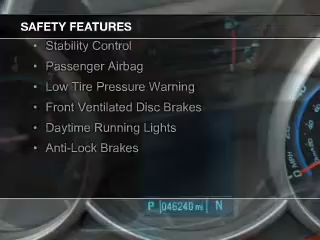 SAFETY FEATURES
• Stability Control
• Passenger Airbag
• Low Tire Pressure Warning
• Front Ventilated Disc Brakes
• Daytime Running Lights
• Anti-Lock Brakes
MPH
P 046240 mi N